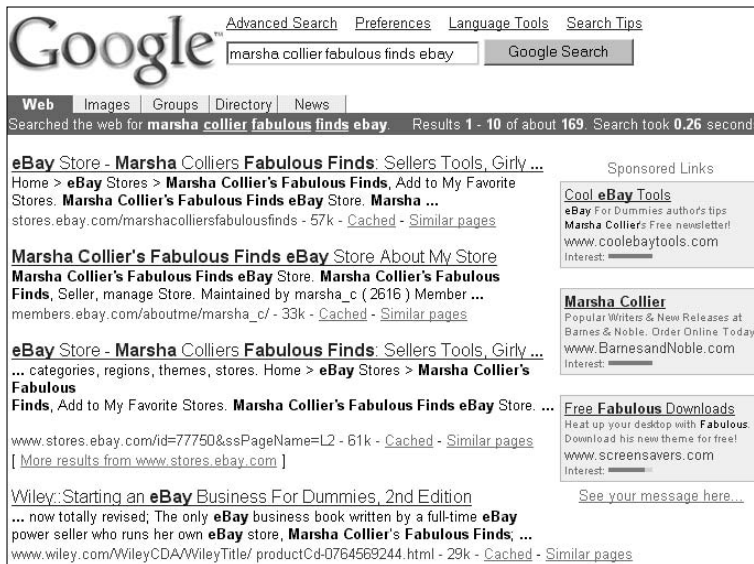 Google™
Advanced Search Preferences Language Tools Search Tips
marsha collier fabulous finds ebay Google Search
Web Images Groups Directory News
Searched the web for marsha collier fabulous finds ebay. Results 1 - 10 of about 169. Search took 0.26 second
eBay Store - Marsha Colliers Fabulous Finds: Sellers Tools, Girly ...
Home > eBay Stores > Marsha Collier's Fabulous Finds, Add to My Favorite
Stores. Marsha Collier's Fabulous Finds eBay Store. Marsha ...
stores.ebay.com/marshacolliersfabulousfinds - 57k - Cached - Similar pages
Marsha Collier's Fabulous Finds eBay Store About My Store
Marsha Collier's Fabulous Finds eBay Store. Marsha Collier's Fabulous
Finds, Seller, manage Store. Maintained by marsha_c ( 2616 ) Member ...
members.ebay.com/aboutme/marsha_c/ - 33k - Cached - Similar pages
eBay Store - Marsha Colliers Fabulous Finds: Sellers Tools, Girly ...
... categories, regions, themes, stores. Home > eBay Stores > Marsha Collier's
Fabulous
Finds, Add to My Favorite Stores. Marsha Collier's Fabulous Finds eBay Store. ...
www.stores.ebay.com/id=77750&ssPageName=L2 - 61k - Cached - Similar pages
[ More results from www.stores.ebay.com ]
Wiley::Starting an eBay Business For Dummies, 2nd Edition
... now totally revised; The only eBay business book written by a full-time eBay
power seller who runs her own eBay store, Marsha Collier's Fabulous Finds; ...
www.wiley.com/WileyCDA/WileyTitle/ productCd-0764569244.html - 29k - Cached - Similar pages
Sponsored Links
Cool eBay Tools
eBay For Dummies author's tips
Marsha Collier's Free newsletter!
www.coolebaytools.com
Interest:
Marsha Collier
Popular Writers & New Releases at
Barnes & Noble. Order Online Today
www.BarnesandNoble.com
Interest:
Free Fabulous Downloads
Heat up your desktop with Fabulous.
Download his new theme for free!
www.screensavers.com
Interest:
See your message here...